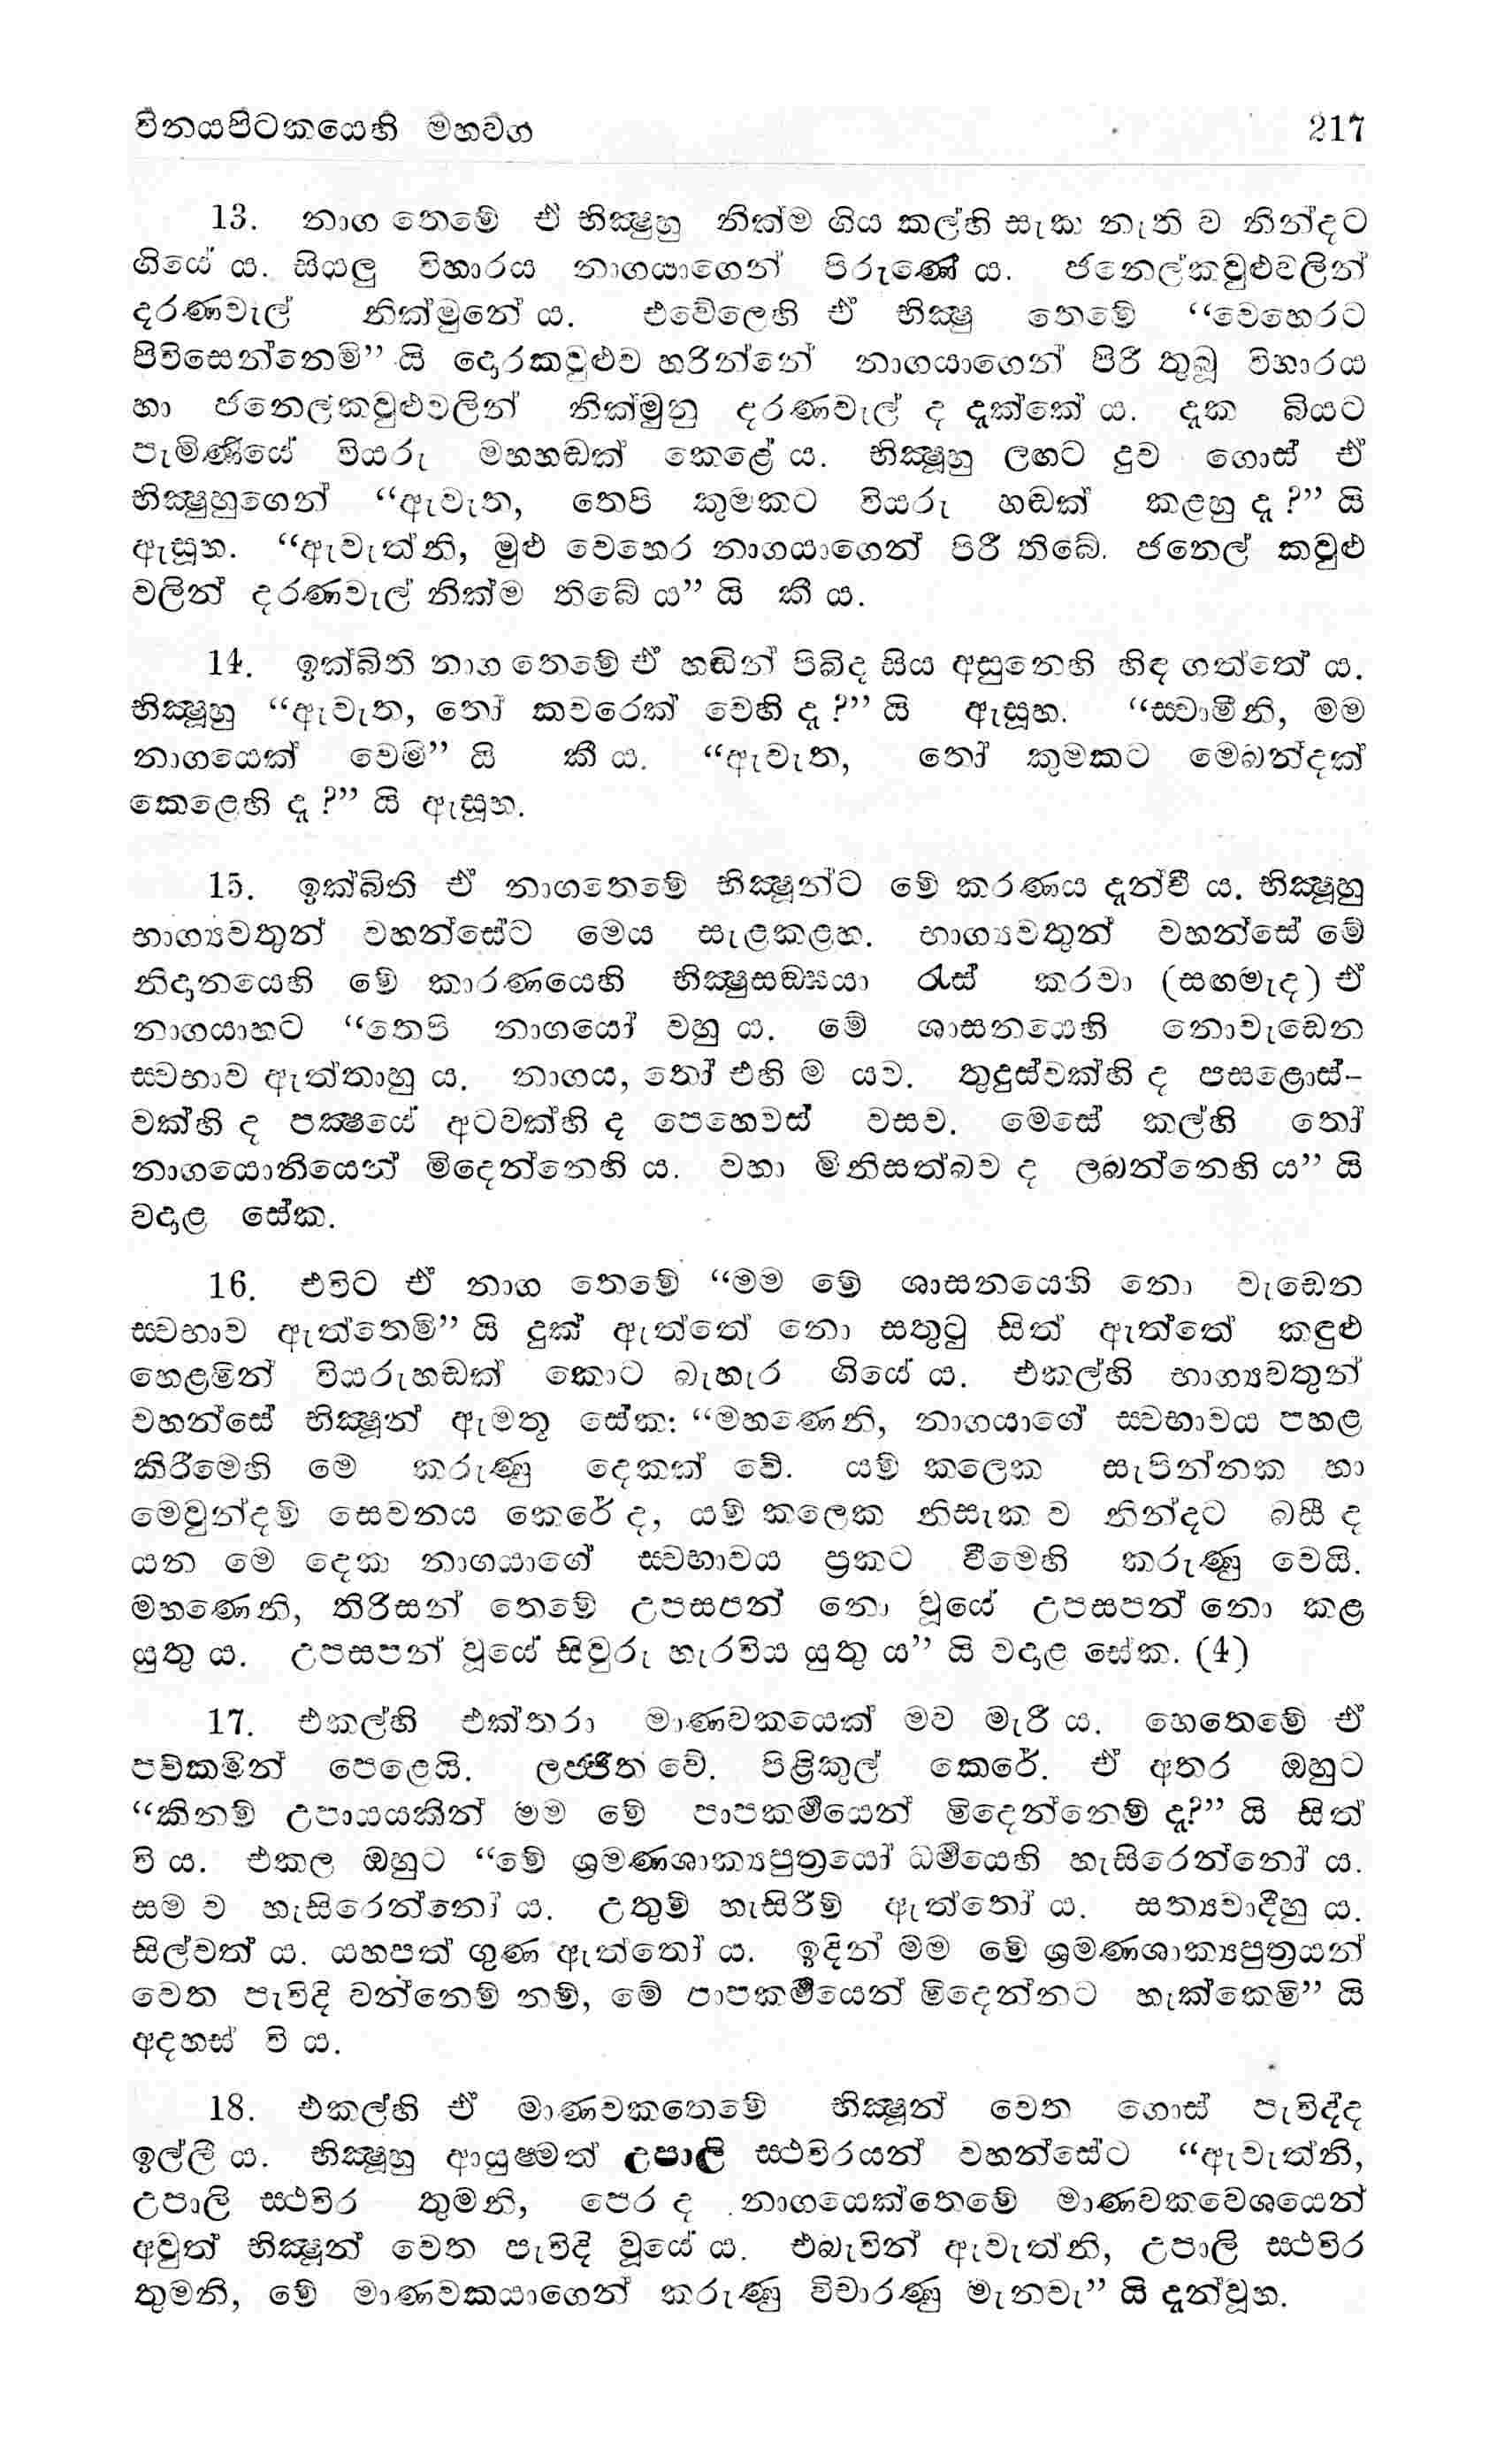 විනයපිටකයෙහි මහවග 217
13. නාග තෙමේ ඒ භික්‍ෂුහු නික්ම ගිය කල්හි සැක නැති ව නින්දට
ගියේ ය. සියලු විහාරය නාගයාගෙන් පිරුණේ ය. ජනෙල්කවුළුවලින්
දරණවැල් නික්මුනේ ය. එවේලෙහි ඒ භික්‍ෂු තෙමේ “වෙහෙරට
පිවිසෙන්නෙමි” යි දොරකවුළුව හරින්නේ නාගයාගෙන් පිරී තුබූ විහාරය
හා ජනෙල්කවුළුවලින් නික්මුනු දරණවැල් ද දැක්කේ ය. දැක බියට
පැමිණියේ වියරු මහහඬක් කෙළේ ය. භික්‍ෂූහු ලඟට දුව ගොස් ඒ
භික්‍ෂුහුගෙන් “ඇවැත, තෙපි කුමකට වියරු හඬක් කළහු ද?” යි
ඇසූහ. “ඇවැත්නි, මුළු වෙහෙර නාගයාගෙන් පිරී තිබේ. ජනෙල් කවුළු
වලින් දරණවැල් නික්ම තිබේ ය” යි කී ය.
14. ඉක්බිති නාග තෙමේ ඒ හඬින් පිබිද සිය අසුනෙහි හිඳ ගත්තේ ය.
භික්‍ෂූහු “ඇවැත, තෝ කවරෙක් වෙහි ද?” යි ඇසූහ. “ස්වාමීනි, මම
නාගයෙක් වෙමි” යි කී ය. “ඇවැත, තෝ කුමකට මෙබන්දක්
කෙළෙහි ද?” යි ඇසූහ.
15. ඉක්බිති ඒ නාගතෙමේ භික්‍ෂූන්ට මේ කරණය දැන්වී ය. භික්‍ෂූහු
භාග්‍යවතුන් වහන්සේට මෙය සැළකළහ. භාග්‍යවතුන් වහන්සේ මේ
නිදානයෙහි මේ කාරණයෙහි භික්‍ෂුසඞ්ඝයා රැස් කරවා (සඟමැද) ඒ
නාගයාහට “තෙපි නාගයෝ වහු ය. මේ ශාසනයෙහි නොවැඩෙන
ස්වභාව ඇත්තාහු ය. නාගය, තෝ එහි ම යව. තුදුස්වක්හි ද පසළොස්-
වක්හි ද පක්‍ෂයේ අටවක්හි ද පෙහෙවස් වසව. මෙසේ කල්හි තෝ
නාගයොනියෙන් මිදෙන්නෙහි ය. වහා මිනිසත්බව ද ලබන්නෙහි ය” යි
වදාළ සේක.
16. එවිට ඒ නාග තෙමේ “මම මේ ශාසනයෙහි නො වැඩෙන
ස්වභාව ඇත්තෙමි” යි දුක් ඇත්තේ නො සතුටු සිත් ඇත්තේ කඳුළු
හෙළමින් වියරුහඬක් කොට බැහැර ගියේ ය. එකල්හි භාග්‍යවතුන්
වහන්සේ භික්‍ෂූන් ඇමතූ සේක: “මහණෙනි, නාගයාගේ ස්වභාවය පහළ
කිරීමෙහි මෙ කරුණු දෙකක් වේ. යම් කලෙක සැපින්නක හා
මෙවුන්දම් සෙවනය කෙරේ ද, යම් කලෙක නිසැක ව නින්දට බසී ද
යන මෙ දෙක නාගයාගේ ස්වභාවය ප්‍රකට වීමෙහි කරුණු වෙයි.
මහණෙනි, තිරිසන් තෙමේ උපසපන් නො වූයේ උපසපන් නො කළ
යුතු ය. උපසපන් වූයේ සිවුරු හැරවිය යුතු ය” යි වදාළ සේක. (4)
17. එකල්හි එක්තරා මාණවකයෙක් මව මැරී ය. හෙතෙමේ ඒ
පව්කමින් පෙළෙයි. ලජ්ජිත වේ. පිළිකුල් කෙරේ. ඒ අතර ඔහුට
“කිනම් උපායයකින් මම මේ පාපකර්‍මයෙන් මිදෙන්නෙම් ද?” යි සිත්
වි ය. එකල ඔහුට “මේ ශ්‍රමණශාක්‍යපුත්‍රයෝ ධර්‍මයෙහි හැසිරෙන්නෝ ය.
සම ව හැසිරෙන්නෝ ය. උතුම් හැසිරීම් ඇත්තෝ ය. සත්‍යවාදීහු ය.
සිල්වත් ය. යහපත් ගුණ ඇත්තෝ ය. ඉදින් මම මේ ශ්‍රමණශාක්‍යපුත්‍රයන්
වෙත පැවිදි වන්නෙම් නම්, මේ පාපකර්‍මයෙන් මිදෙන්නට හැක්කෙමි” යි
අදහස් වි ය.
18. එකල්හි ඒ මාණවකතෙමේ භික්‍ෂූන් වෙත ගොස් පැවිද්ද
ඉල්ලී ය. භික්‍ෂූහු ආයුෂ්මත් උපාලි ස්ථවිරයන් වහන්සේට “ඇවැත්නි,
උපාලි ස්ථවිර තුමනි, පෙර ද නාගයෙක්තෙමේ මාණවකවෙශයෙන්
අවුත් භික්‍ෂූන් වෙත පැවිදි වූයේ ය. එබැවින් ඇවැත්නි, උපාලි ස්ථවිර
තුමනි, මේ මාණවකයාගෙන් කරුණු විචාරණු මැනවැ” යි දැන්වූහ.